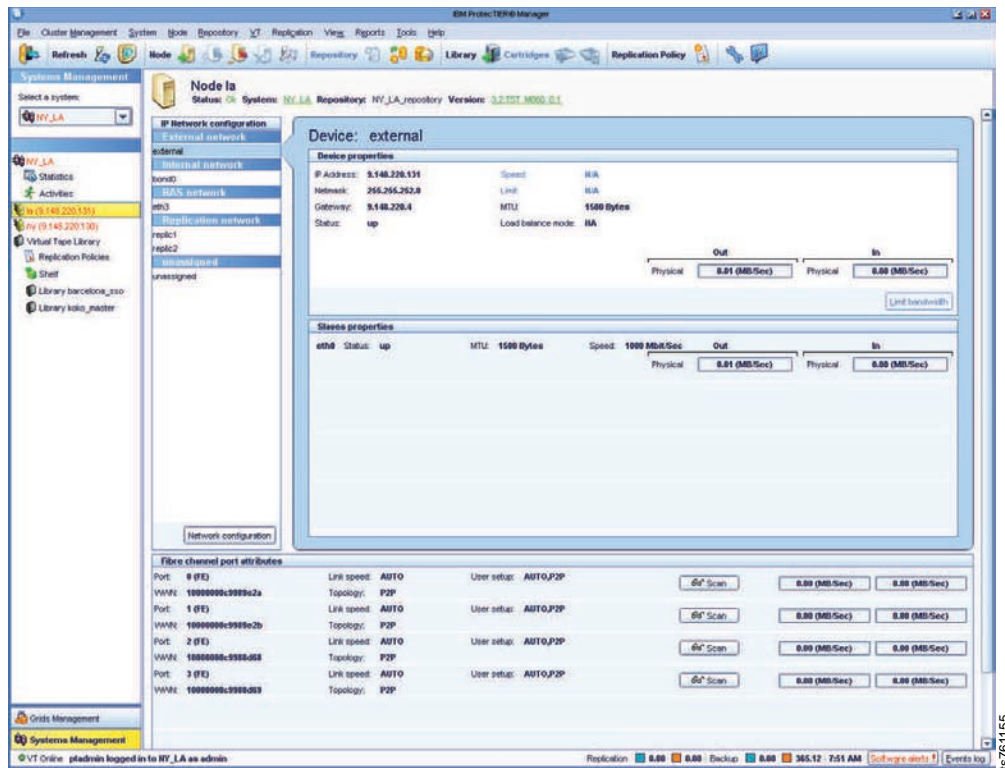 IBM ProtecTIER® Manager
File Cluster Management System Node Repository VT Replication View Reports Tools Help
Refresh Node Repository Library Cartridges Replication Policy
Systems Management
Select a system:
NY_LA
NY_LA
Statistics
Activities
la (9.148.220.131)
ny (9.148.220.130)
Virtual Tape Library
Replication Policies
Shelf
Library barcelona_sso
Library koko_master
Grids Management
Systems Management
Node la
Status: Ok System: NY_LA Repository: NY_LA_repository Version:
IP Network configuration
External network
external
Internal network
bond0
RAS network
eth3
Replication network
replic1
replic2
unassigned
unassigned
Network configuration
Device: external
Device properties
IP Address: 9.148.220.131 Speed: N/A
Netmask: 255.255.252.0 Limit: N/A
Gateway: 9.148.220.4 MTU: 1500 Bytes
Status: up Load balance mode: NA
Out In
Physical 0.01 (MB/Sec) Physical 0.00 (MB/Sec)
Limit bandwidth
Slaves properties
eth0 Status: up MTU: 1500 Bytes Speed: 1000 Mbit/Sec Out In
Physical 0.01 (MB/Sec) Physical 0.00 (MB/Sec)
Fibre channel port attributes
Port: 0 (FE) Link speed: AUTO User setup: AUTO,P2P Scan 0.00 (MB/Sec) 0.00 (MB/Sec)
WWN: 10000000c9989e2a Topology: P2P
Port: 1 (FE) Link speed: AUTO User setup: AUTO,P2P Scan 0.00 (MB/Sec) 0.00 (MB/Sec)
WWN: 10000000c9989e2b Topology: P2P
Port: 2 (FE) Link speed: AUTO User setup: AUTO,P2P Scan 0.00 (MB/Sec) 0.00 (MB/Sec)
WWN: 10000000c9988d68 Topology: P2P
Port: 3 (FE) Link speed: AUTO User setup: AUTO,P2P Scan 0.00 (MB/Sec) 0.00 (MB/Sec)
WWN: 10000000c9988d69 Topology: P2P
VT Online ptadmin logged in to NY_LA as admin Replication 0.00 0.00 Backup 0.00 365.12 7:51 AM Software alerts ! Events log